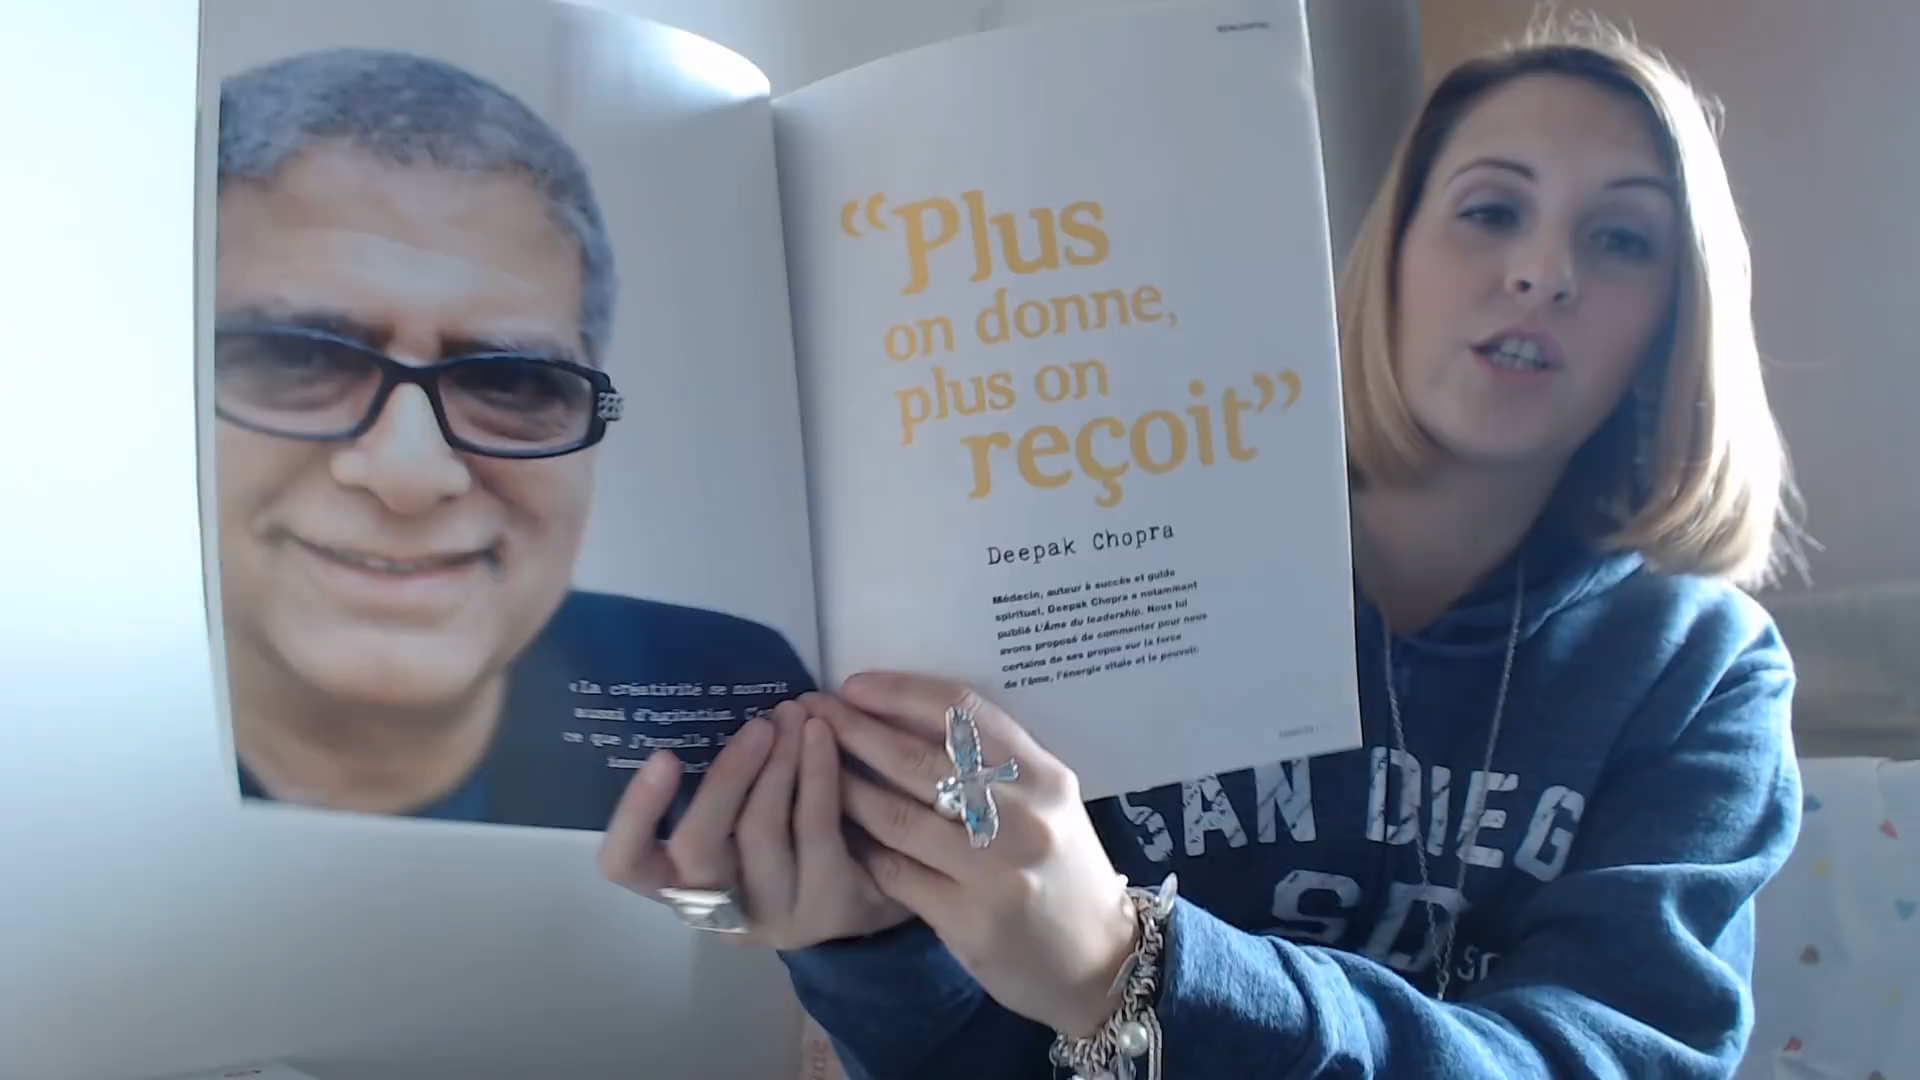 «La créativité se nourrit
aussi d'agitation.
ce que j'appelle
“Plus
on donne,
plus on
reçoit”
Deepak Chopra
Médecin, auteur à succès et guide
spirituel, Deepak Chopra a notamment
publié L'Âme du leadership. Nous lui
avons proposé de commenter pour nous
certains de ses propos sur la force
de l'âme, l'énergie vitale et le pouvoir.
SAN DIEG
SD